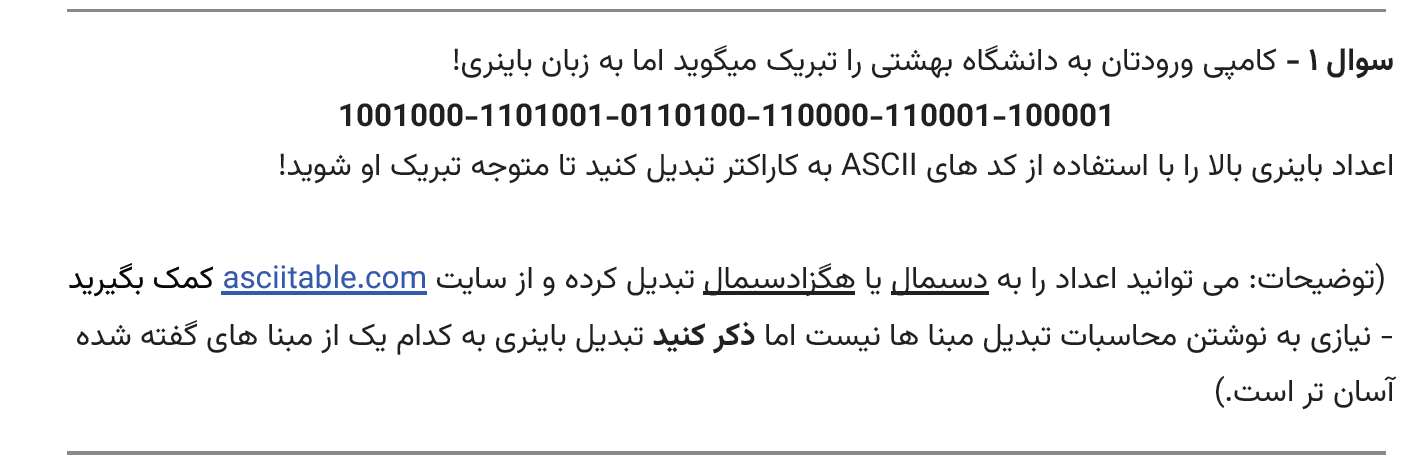 سوال ۱ - کامپی ورودتان به دانشگاه بهشتی را تبریک میگوید اما به زبان باینری!
1001000-1101001-0110100-110000-110001-100001
اعداد باینری بالا را با استفاده از کد های ASCII به کاراکتر تبدیل کنید تا متوجه تبریک او شوید!
(توضیحات: می توانید اعداد را به دسیمال یا هگزادسیمال تبدیل کرده و از سایت asciitable.com کمک بگیرید
- نیازی به نوشتن محاسبات تبدیل مبنا ها نیست اما ذکر کنید تبدیل باینری به کدام یک از مبنا های گفته شده
آسان تر است.)